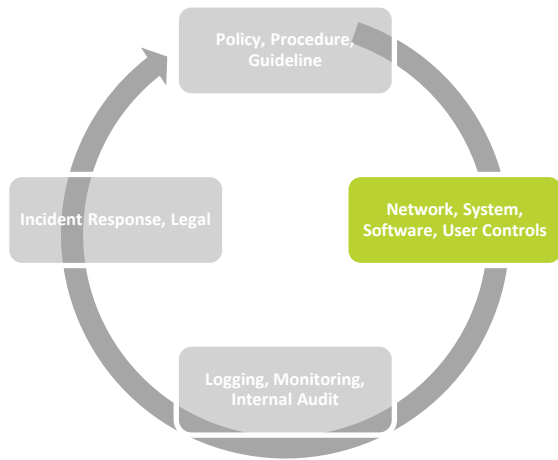 Policy, Procedure,
Guideline
Network, System,
Software, User Controls
Logging, Monitoring,
Internal Audit
Incident Response, Legal